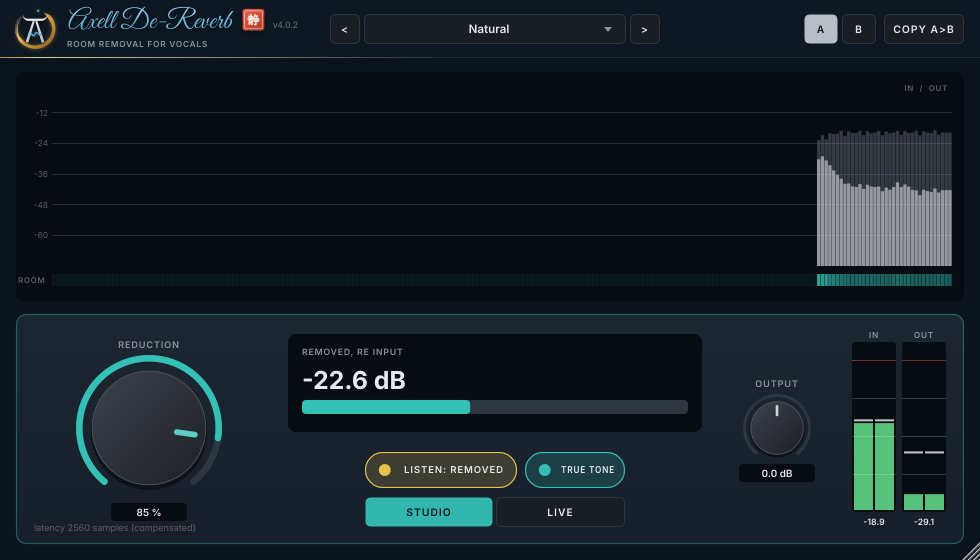 Axell De-Reverb 静 v4.0.2
ROOM REMOVAL FOR VOCALS
< Natural >
A B COPY A>B
IN / OUT
-12
-24
-36
-48
-60
ROOM
REDUCTION
85 %
latency 2560 samples (compensated)
REMOVED, RE INPUT
-22.6 dB
LISTEN: REMOVED TRUE TONE
STUDIO LIVE
OUTPUT
0.0 dB
IN OUT
-18.9 -29.1